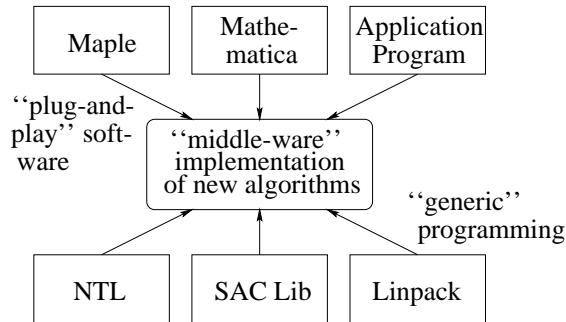 Maple
Mathe-
matica
Application
Program
‘‘plug-and-
play’’ soft-
ware
‘‘middle-ware’’
implementation
of new algorithms
‘‘generic’’
programming
NTL
SAC Lib
Linpack